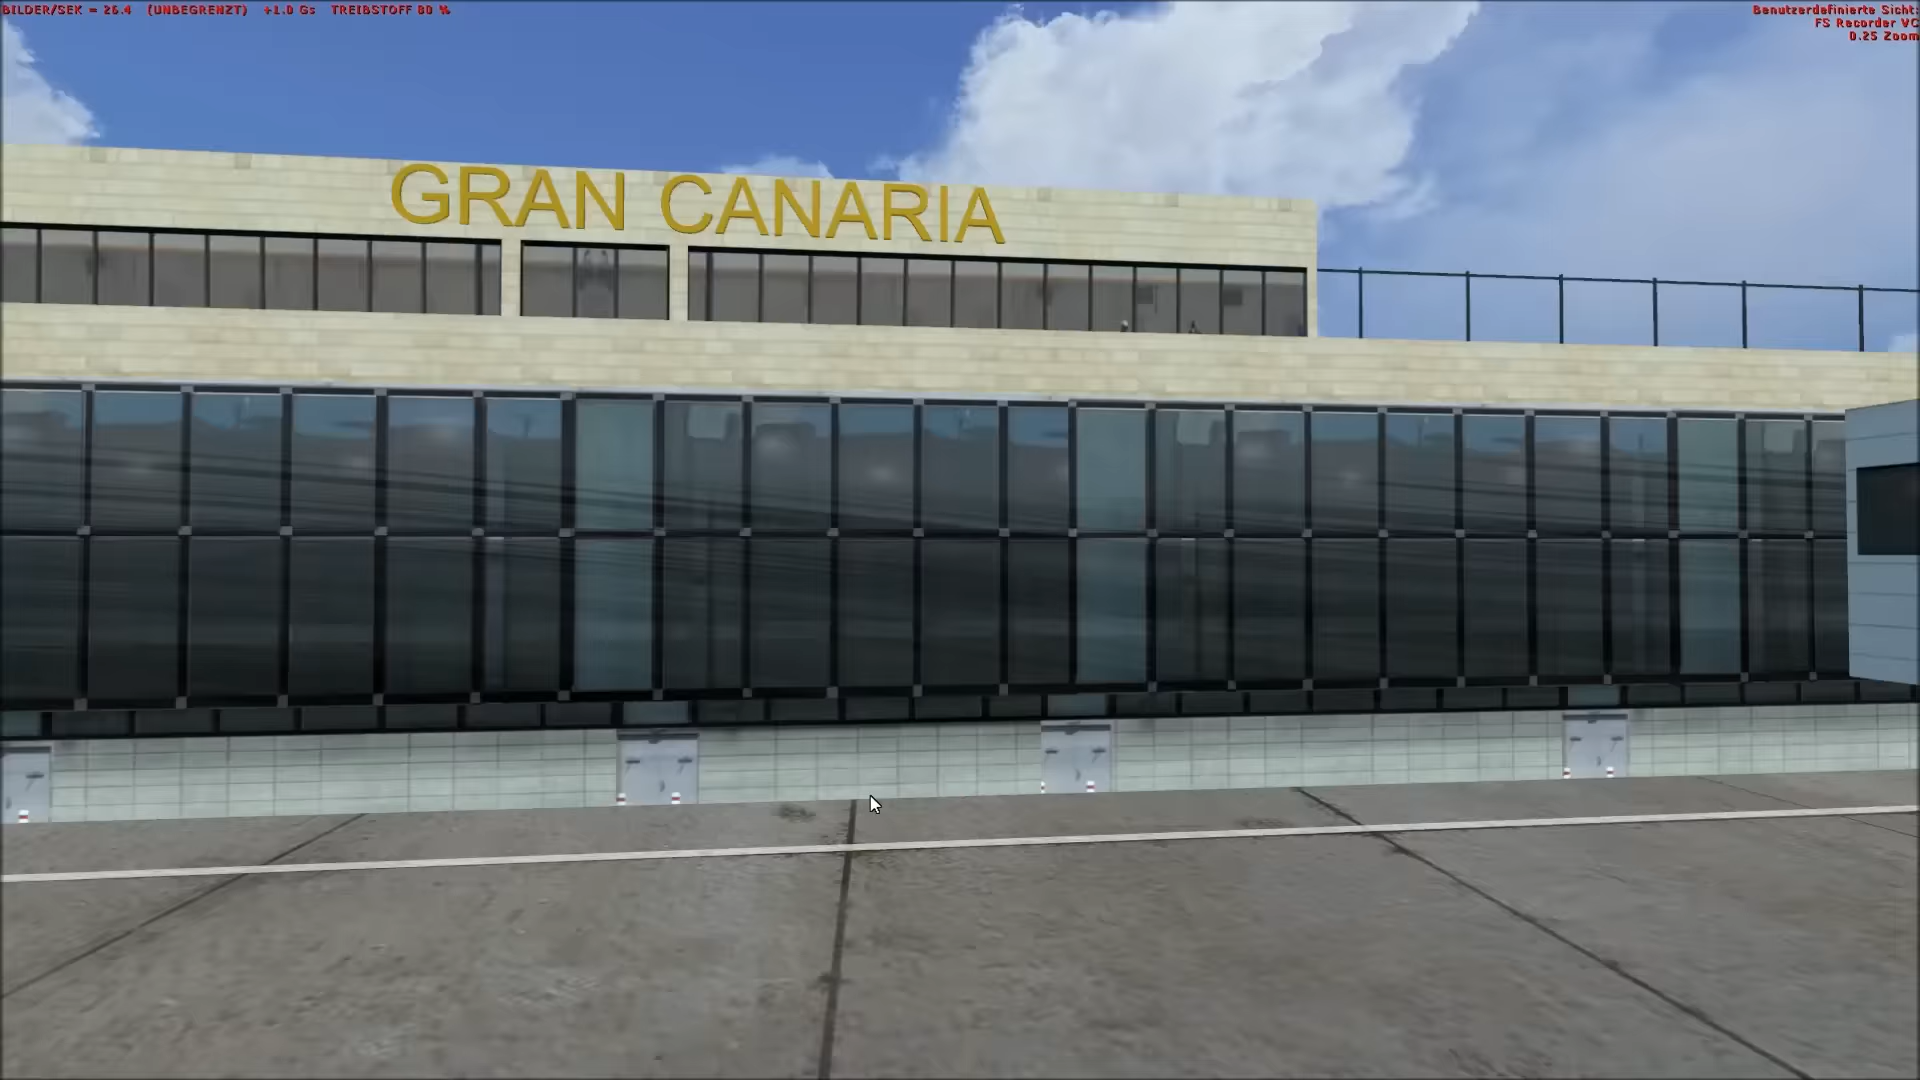 BILDER/SEK = 26.4 (UNBEGRENZT) +1.0 Gs TREIBSTOFF 80 %
Benutzerdefinierte Sicht:
FS Recorder VC
0.25 Zoom
GRAN CANARIA